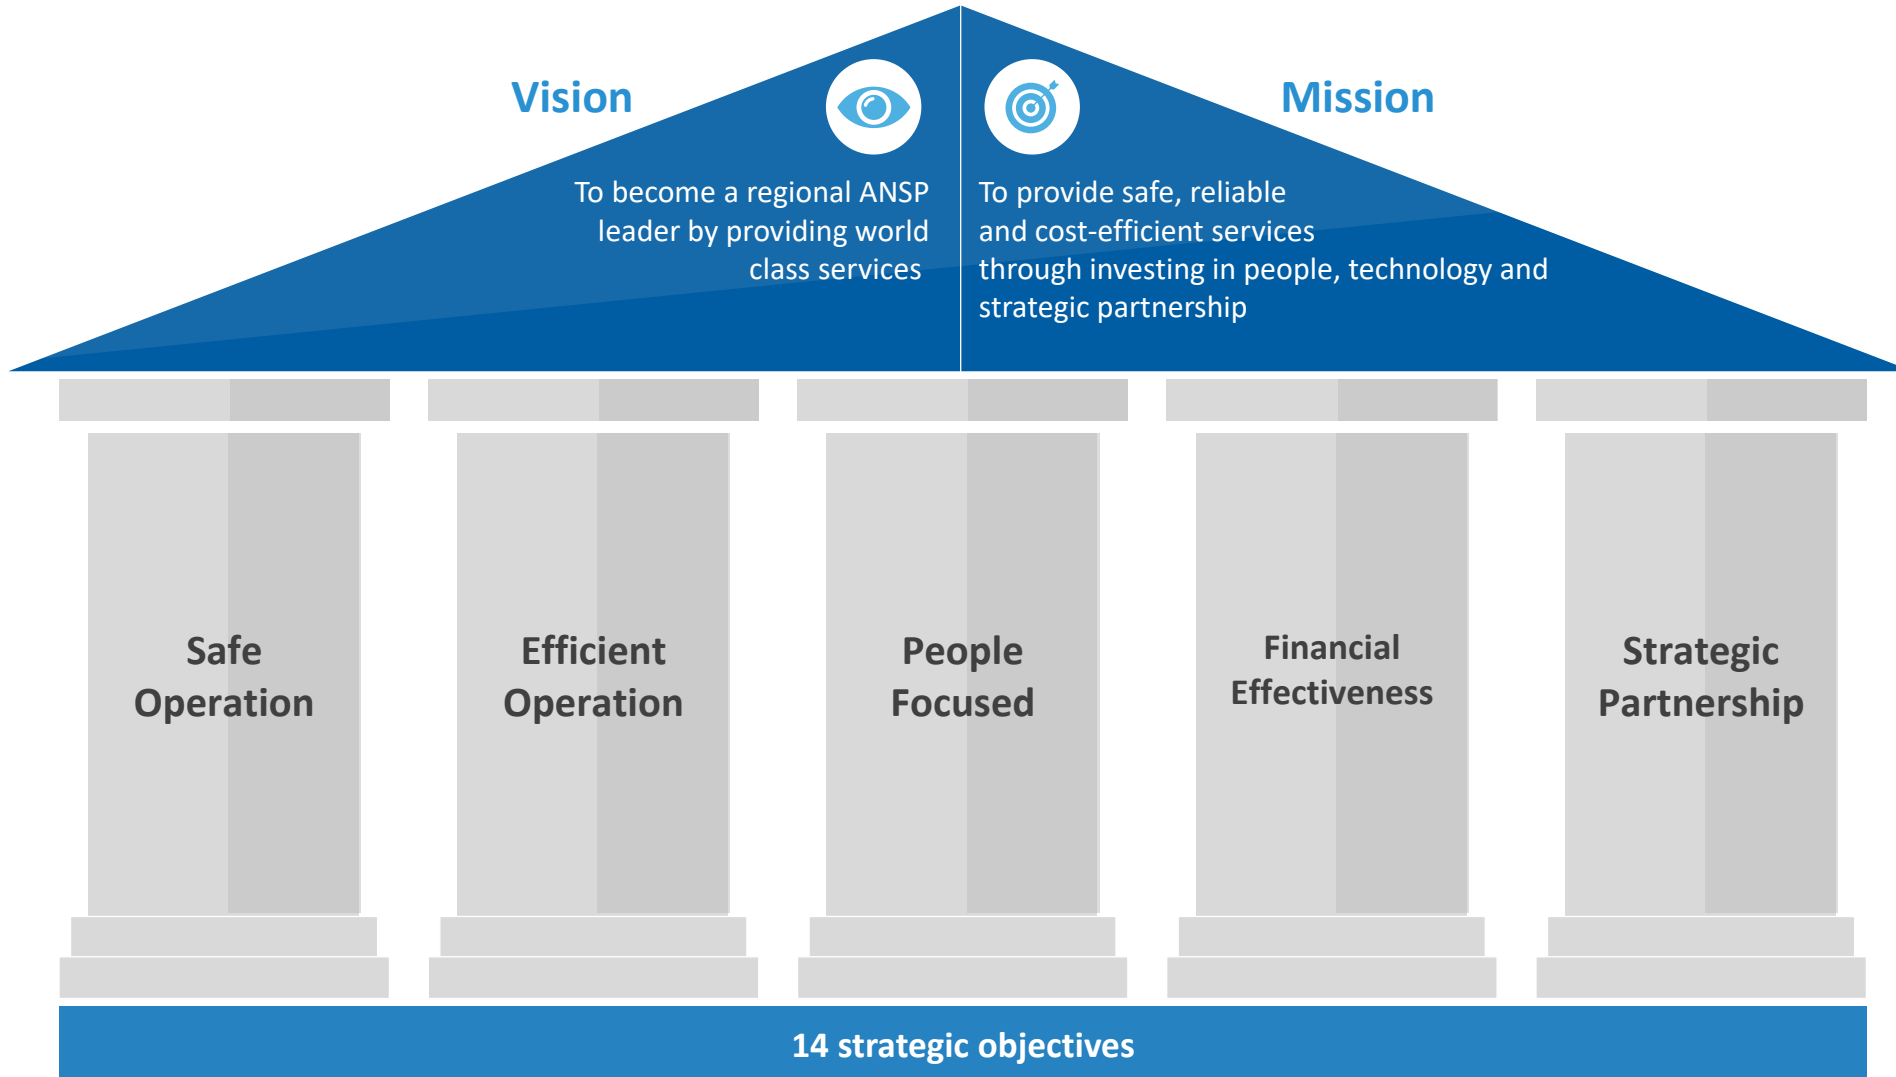 Vision
To become a regional ANSP
leader by providing world
class services
Mission
To provide safe, reliable
and cost-efficient services
through investing in people, technology and
strategic partnership
Safe
Operation
Efficient
Operation
People
Focused
Financial
Effectiveness
Strategic
Partnership
14 strategic objectives